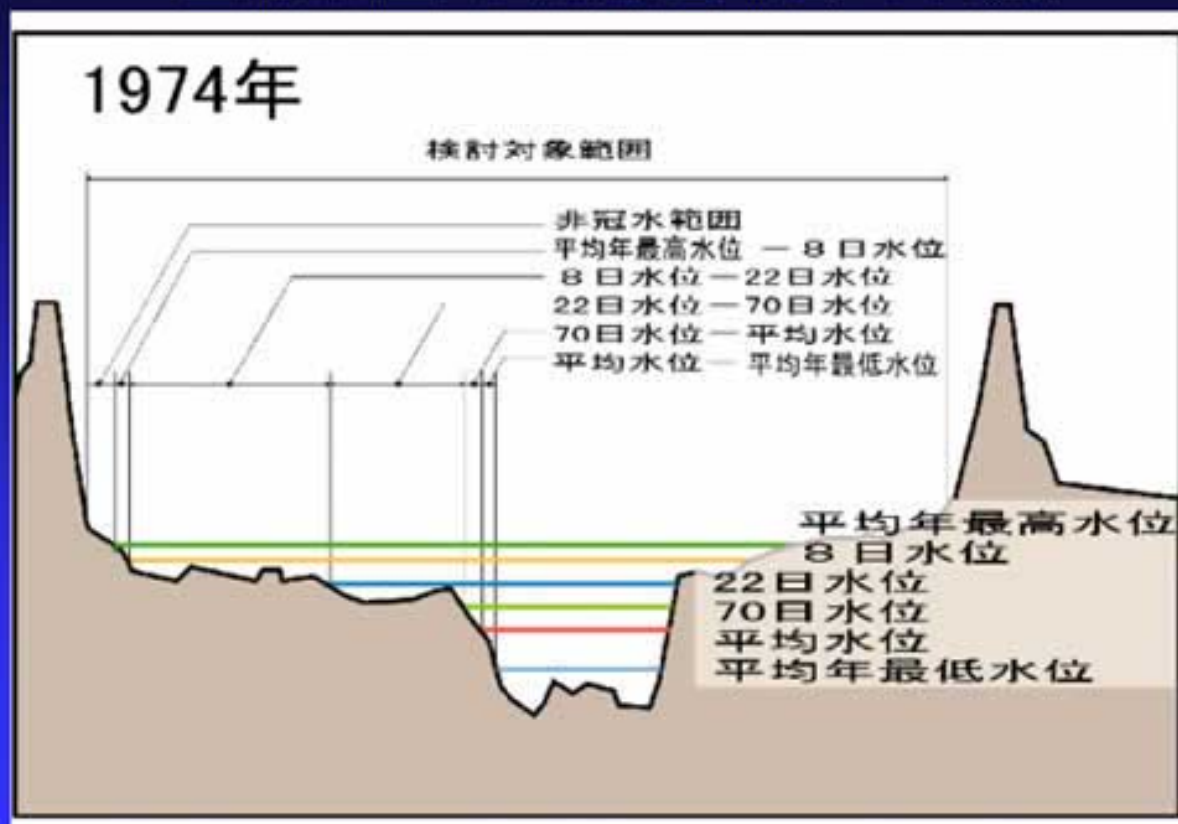 1974年
検討対象範囲
非冠水範囲
平均年最高水位 － 8日水位
8日水位－22日水位
22日水位－70日水位
70日水位－平均水位
平均水位－平均年最低水位
平均年最高水位
8日水位
22日水位
70日水位
平均水位
平均年最低水位